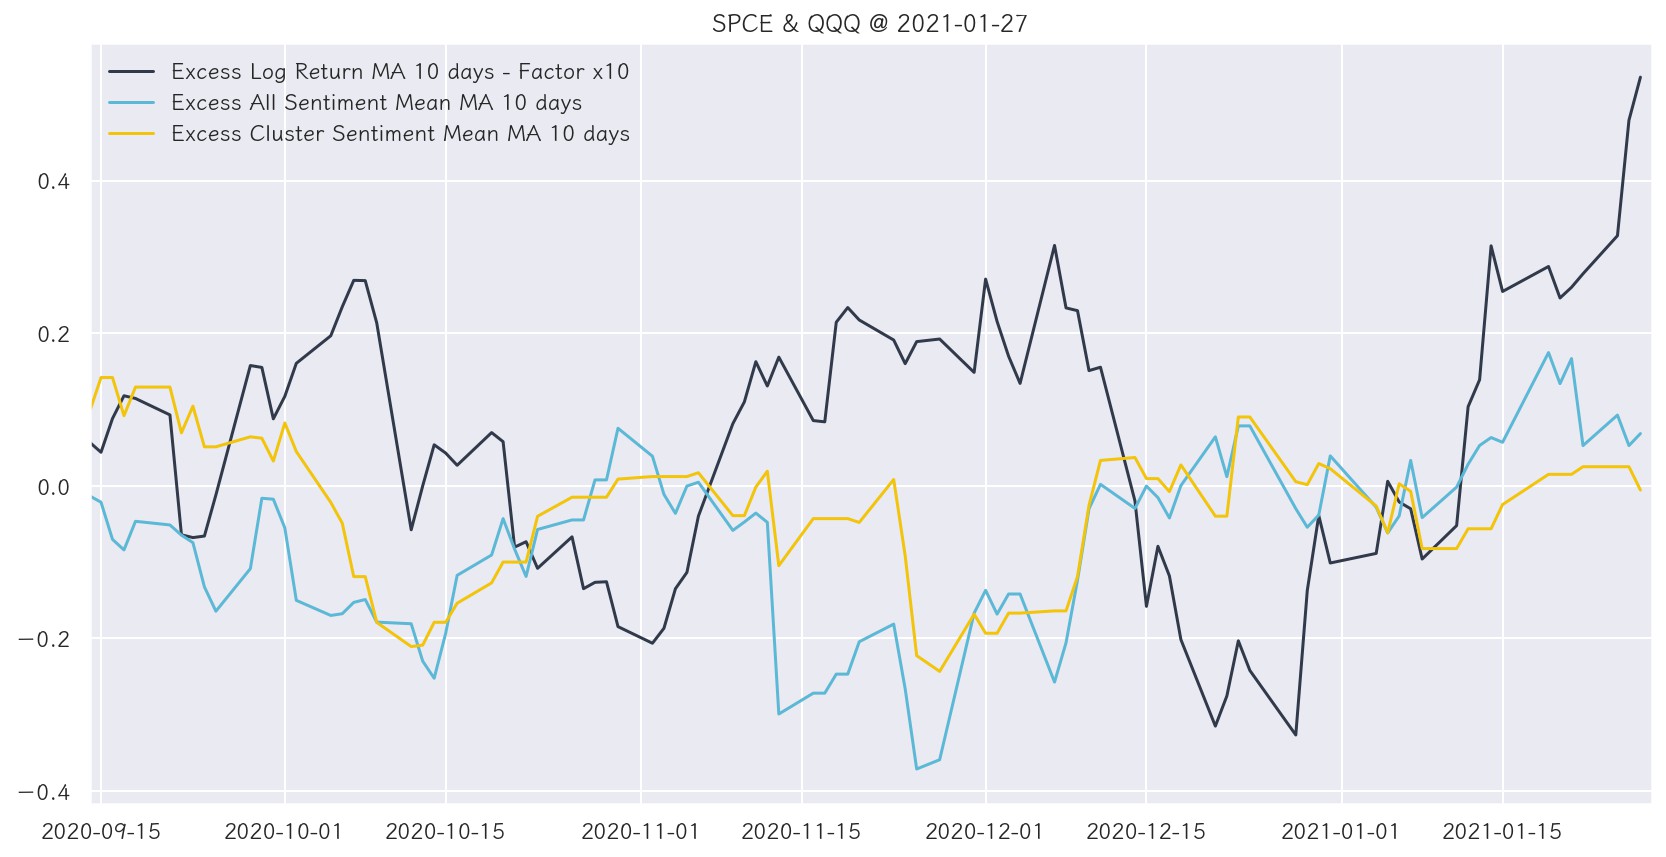 SPCE & QQQ @ 2021-01-27
Excess Log Return MA 10 days - Factor x10
Excess All Sentiment Mean MA 10 days
Excess Cluster Sentiment Mean MA 10 days
0.4
0.2
0.0
−0.2
−0.4
2020-09-15 2020-10-01 2020-10-15 2020-11-01 2020-11-15 2020-12-01 2020-12-15 2021-01-01 2021-01-15